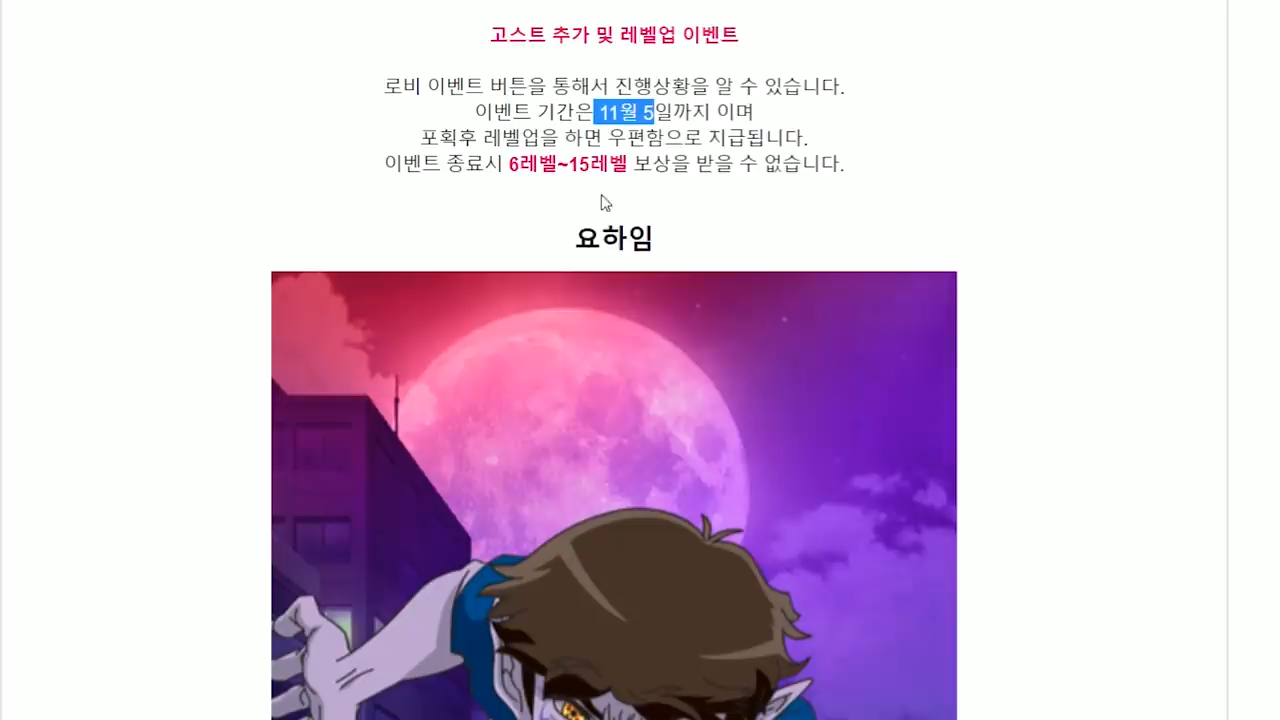 고스트 추가 및 레벨업 이벤트
로비 이벤트 버튼을 통해서 진행상황을 알 수 있습니다.
이벤트 기간은 11월 5일까지 이며
포획후 레벨업을 하면 우편함으로 지급됩니다.
이벤트 종료시 6레벨~15레벨 보상을 받을 수 없습니다.
요하임